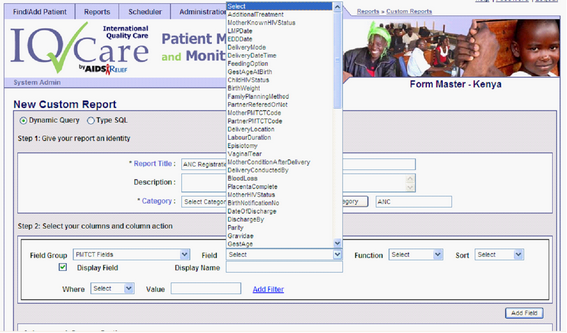 Find/Add Patient Reports Scheduler Administration
Reports » Custom Reports
IQCare
International
Quality Care
by AIDSRELIEF
Patient M
and Monit
System Admin
Form Master - Kenya
New Custom Report
Dynamic Query Type SQL
Step 1: Give your report an identity
* Report Title : ANC Registratio
Description :
* Category : Select Categor ategory ANC
Step 2: Select your columns and column action
Field Group PMTCT Fields Field Select Function Select Sort Select
Display Field Display Name
Where Select Value Add Filter
Add Field
Select
AdditionalTreatment
MotherKnownHIVStatus
LMPDate
EDDDate
DeliveryMode
DeliveryDateTime
FeedingOption
GestAgeAtBirth
ChildHIVStatus
BirthWeight
FamilyPlanningMethod
PartnerReferedOrNot
MotherPMTCTCode
PartnerPMTCTCode
DeliveryLocation
LabourDuration
Episiotomy
VaginalTear
MotherConditionAfterDelivery
DeliveryConductedBy
BloodLoss
PlacentaComplete
MotherHIVStatus
BirthNotificationNo
DateOfDischarge
DischargeBy
Parity
Gravidae
GestAge